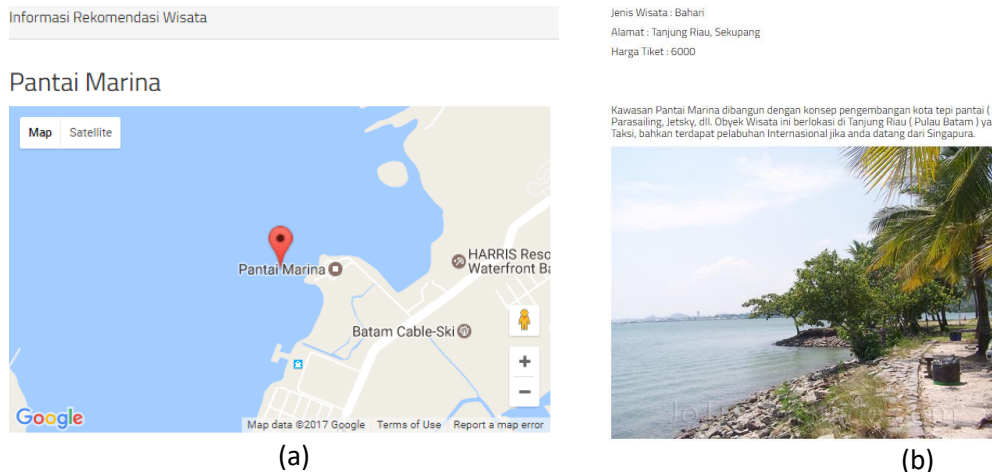 Informasi Rekomendasi Wisata
Pantai Marina
Map Satellite
Pantai Marina
HARRIS Reso
Waterfront Ba
Batam Cable-Ski
Google
Map data ©2017 Google Terms of Use Report a map error
(a)
Jenis Wisata : Bahari
Alamat : Tanjung Riau, Sekupang
Harga Tiket : 6000
Kawasan Pantai Marina dibangun dengan konsep pengembangan kota tepi pantai (
Parasailing, Jetsky, dll. Obyek Wisata ini berlokasi di Tanjung Riau ( Pulau Batam ) ya
Taksi, bahkan terdapat pelabuhan Internasional jika anda datang dari Singapura.
(b)